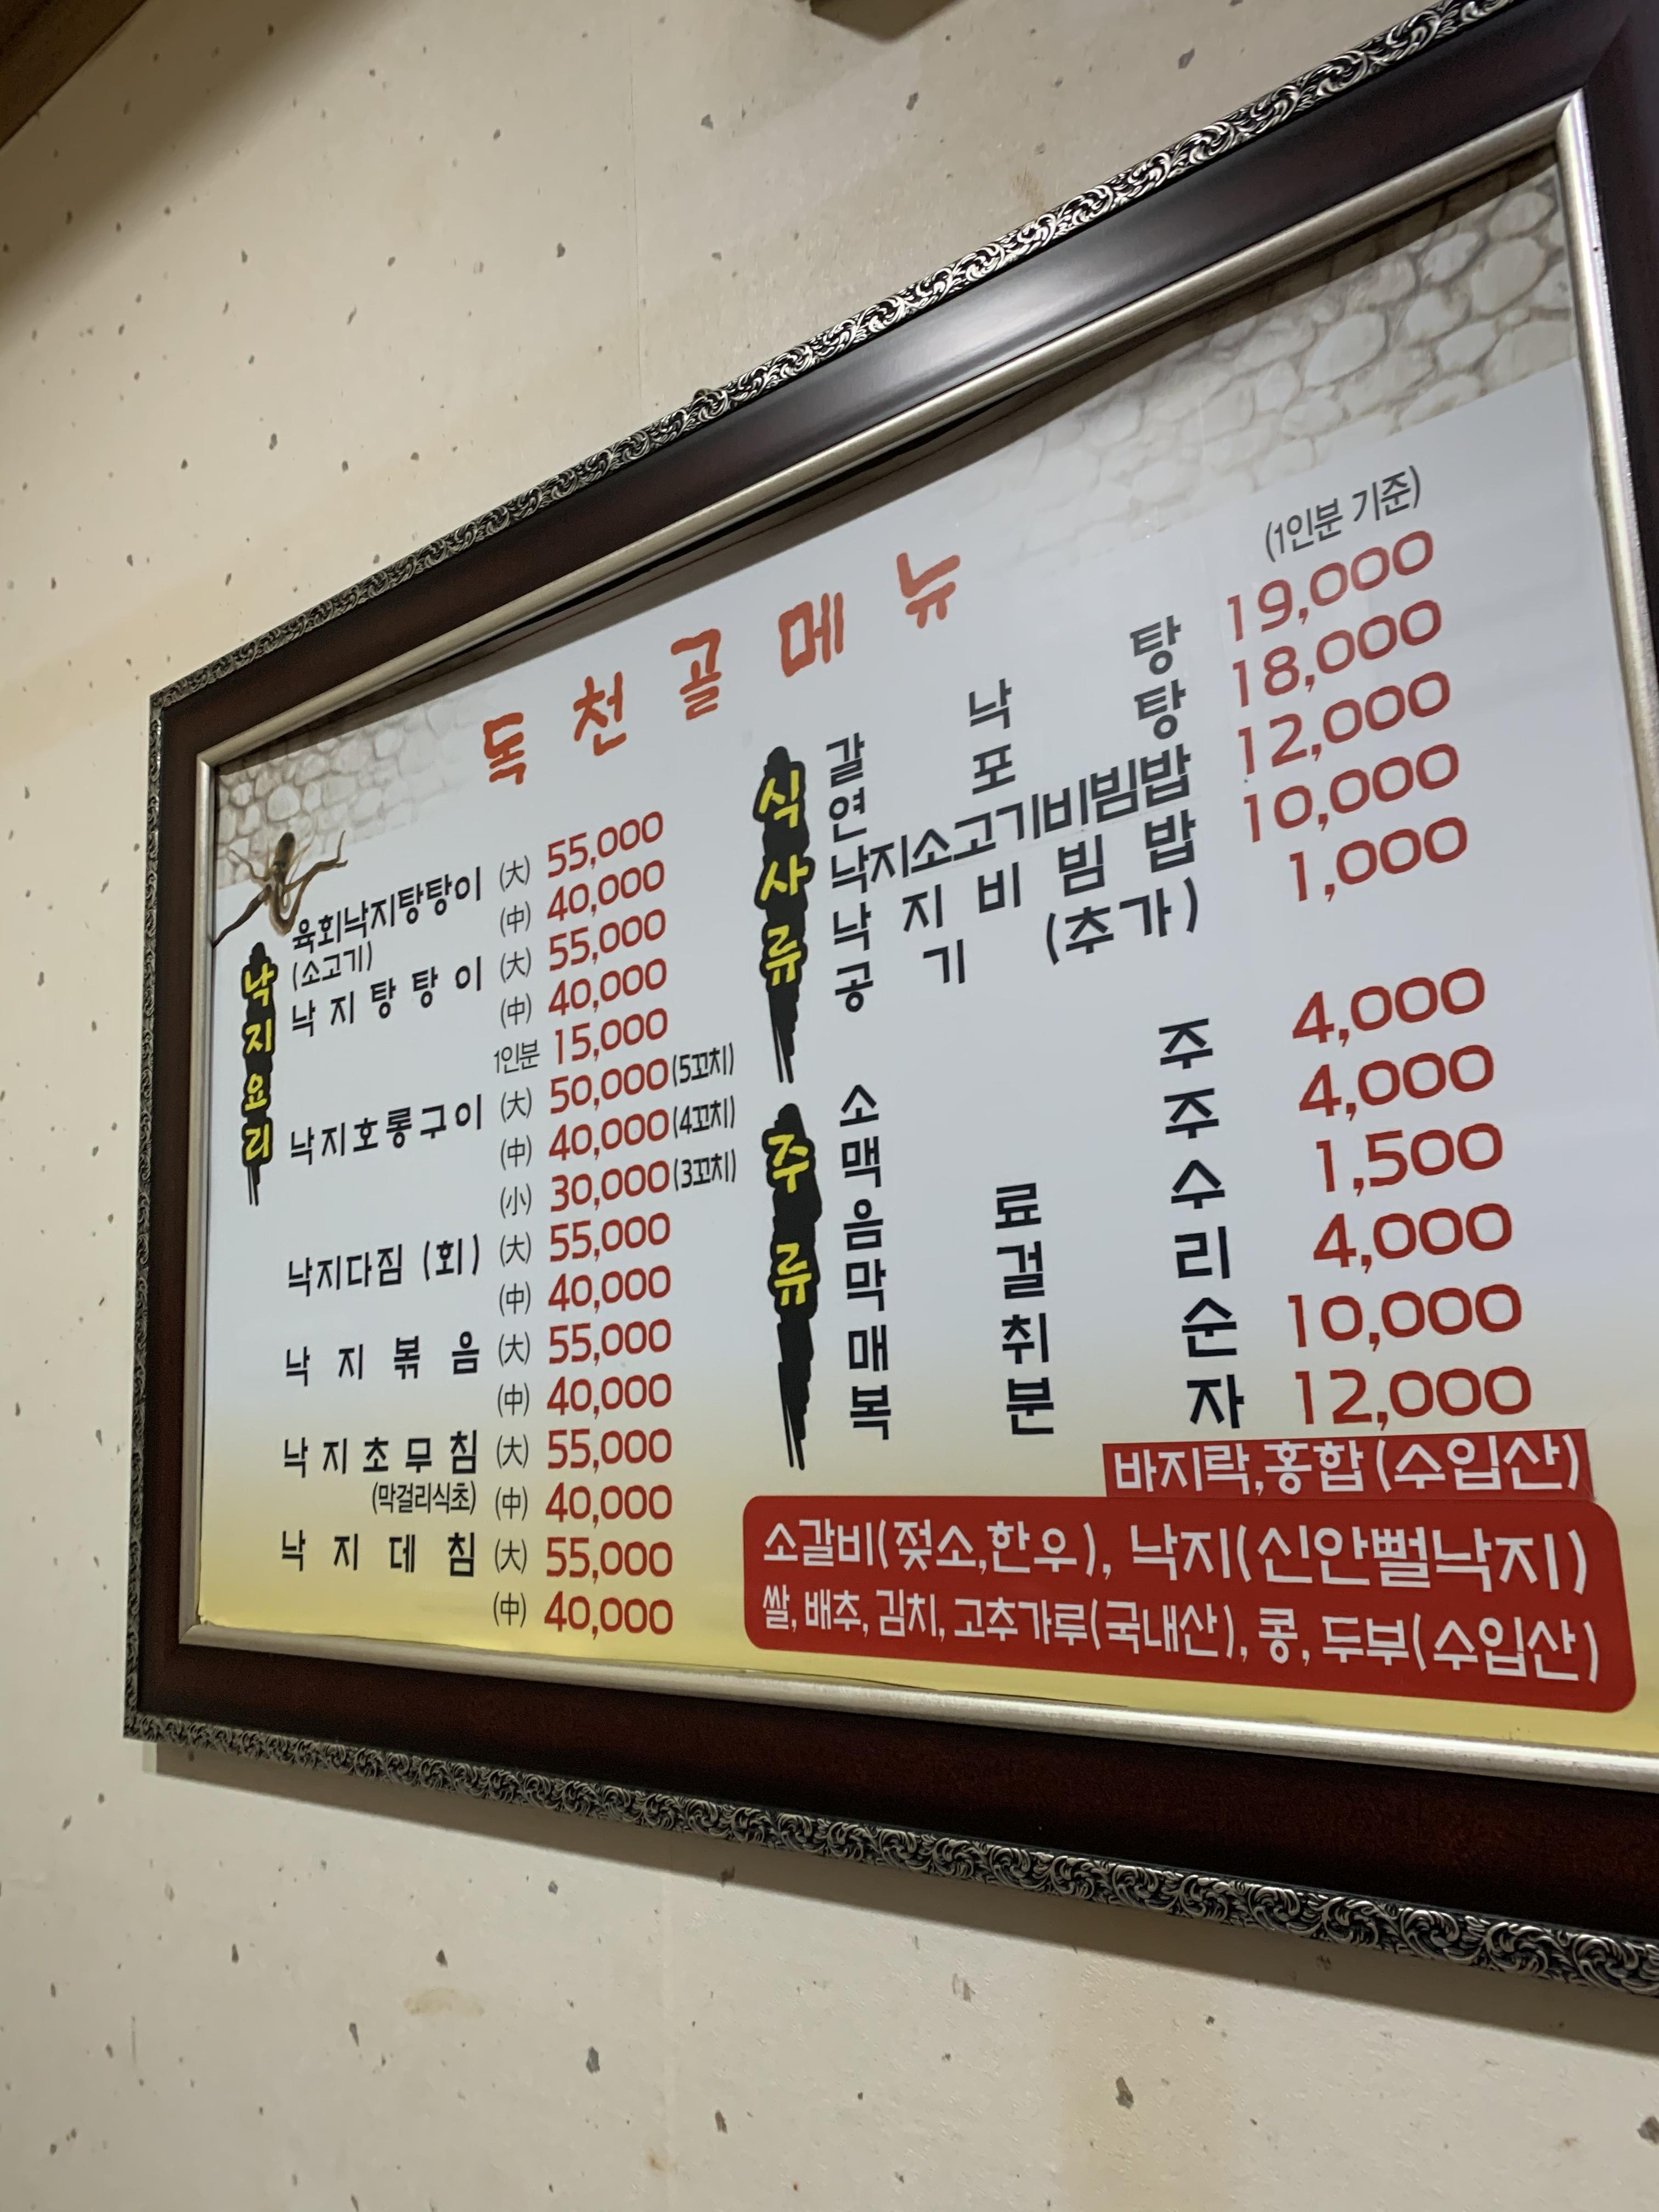 독천골메뉴
낙지요리
육회낙지탕탕이 (大) 55,000
(소고기) (中) 40,000
낙지탕탕이 (大) 55,000
(中) 40,000
1인분 15,000
낙지호롱구이 (大) 50,000(5꼬치)
(中) 40,000(4꼬치)
(小) 30,000(3꼬치)
낙지다짐 (회) (大) 55,000
(中) 40,000
낙지볶음 (大) 55,000
(中) 40,000
낙지초무침 (大) 55,000
(막걸리식초) (中) 40,000
낙지데침 (大) 55,000
(中) 40,000
식사류
(1인분 기준)
갈낙탕 19,000
연포탕 18,000
낙지소고기비빔밥 12,000
낙지비빔밥 10,000
공기 (추가) 1,000
주류
소주 4,000
맥주 4,000
음료수 1,500
막걸리 4,000
매취순 10,000
복분자 12,000
바지락,홍합(수입산)
소갈비(젖소,한우), 낙지(신안뻘낙지)
쌀, 배추, 김치, 고추가루(국내산), 콩, 두부(수입산)